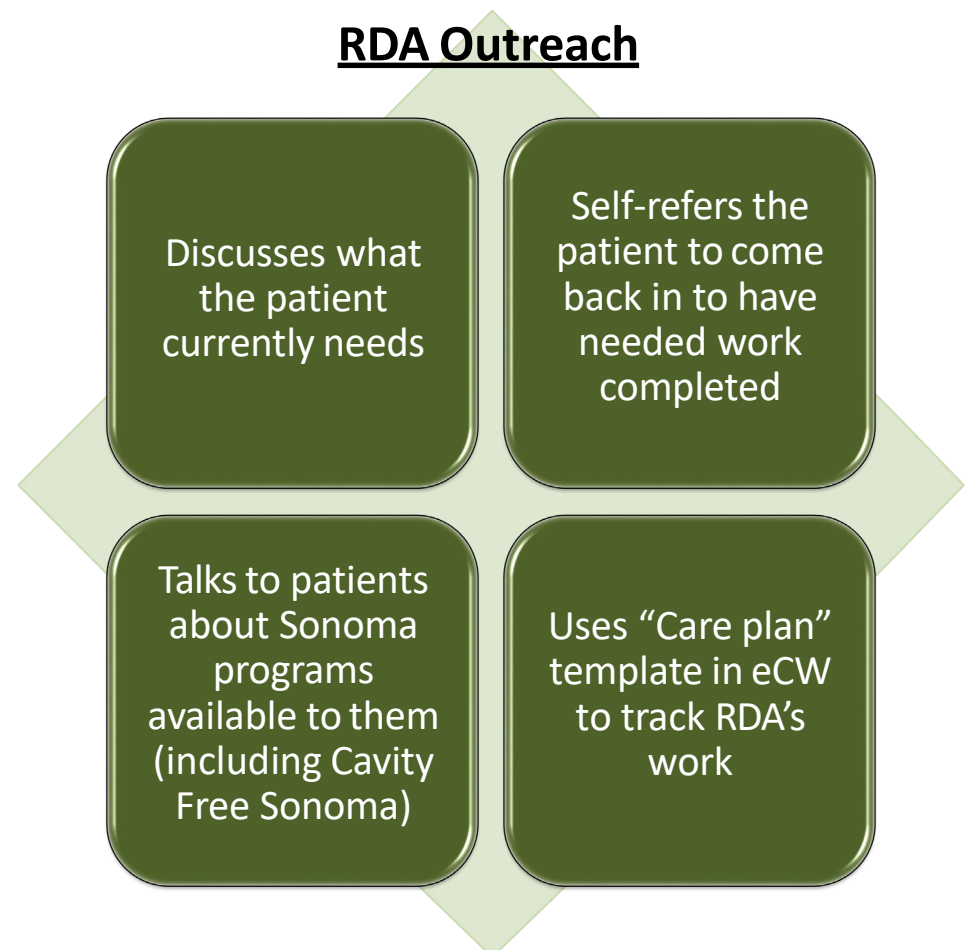 RDA Outreach
Discusses what
the patient
currently needs
Self-refers the
patient to come
back in to have
needed work
completed
Talks to patients
about Sonoma
programs
available to them
(including Cavity
Free Sonoma)
Uses “Care plan”
template in eCW
to track RDA’s
work